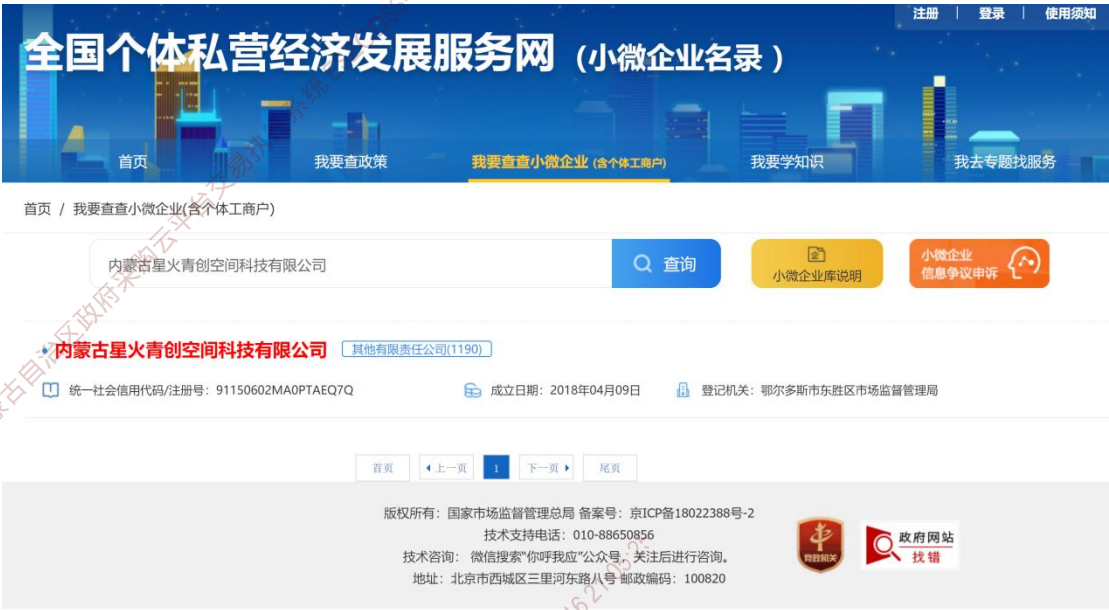 注册 | 登录 | 使用须知
全国个体私营经济发展服务网（小微企业名录）
首页 我要查政策 我要查查小微企业 (含个体工商户) 我要学知识 我去专题找服务
首页 / 我要查查小微企业(含个体工商户)
内蒙古星火青创空间科技有限公司 查询 小微企业库说明 小微企业
信息争议申诉
内蒙古星火青创空间科技有限公司 其他有限责任公司(1190)
统一社会信用代码/注册号：91150602MA0PTAEQ7Q 成立日期：2018年04月09日 登记机关：鄂尔多斯市东胜区市场监督管理局
首页 上一页 1 下一页 尾页
版权所有：国家市场监督管理总局 备案号：京ICP备18022388号-2
技术支持电话：010-88650856
技术咨询： 微信搜索“你呼我应”公众号，关注后进行咨询。
地址：北京市西城区三里河东路八号 邮政编码：100820
党政机关
政府网站
找错